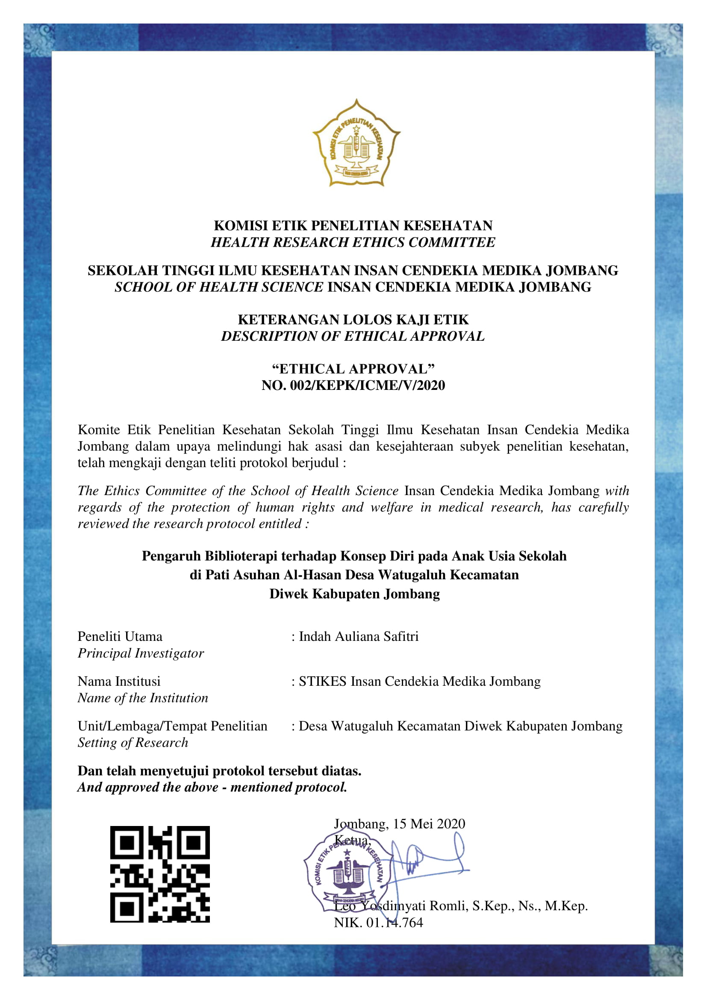 KOMISI ETIK PENELITIAN KESEHATAN
KOMISI ETIK PENELITIAN KESEHATAN
HEALTH RESEARCH ETHICS COMMITTEE
SEKOLAH TINGGI ILMU KESEHATAN INSAN CENDEKIA MEDIKA JOMBANG
SCHOOL OF HEALTH SCIENCE INSAN CENDEKIA MEDIKA JOMBANG
KETERANGAN LOLOS KAJI ETIK
DESCRIPTION OF ETHICAL APPROVAL
“ETHICAL APPROVAL”
NO. 002/KEPK/ICME/V/2020
Komite Etik Penelitian Kesehatan Sekolah Tinggi Ilmu Kesehatan Insan Cendekia Medika
Jombang dalam upaya melindungi hak asasi dan kesejahteraan subyek penelitian kesehatan,
telah mengkaji dengan teliti protokol berjudul :
The Ethics Committee of the School of Health Science Insan Cendekia Medika Jombang with
regards of the protection of human rights and welfare in medical research, has carefully
reviewed the research protocol entitled :
Pengaruh Biblioterapi terhadap Konsep Diri pada Anak Usia Sekolah
di Pati Asuhan Al-Hasan Desa Watugaluh Kecamatan
Diwek Kabupaten Jombang
Peneliti Utama : Indah Auliana Safitri
Principal Investigator
Nama Institusi : STIKES Insan Cendekia Medika Jombang
Name of the Institution
Unit/Lembaga/Tempat Penelitian : Desa Watugaluh Kecamatan Diwek Kabupaten Jombang
Setting of Research
Dan telah menyetujui protokol tersebut diatas.
And approved the above - mentioned protocol.
Jombang, 15 Mei 2020
Ketua,
KOMISI ETIK PENELITIAN KESEHATAN
INSAN CENDEKIA MEDIKA
Leo Yosdimyati Romli, S.Kep., Ns., M.Kep.
NIK. 01.14.764